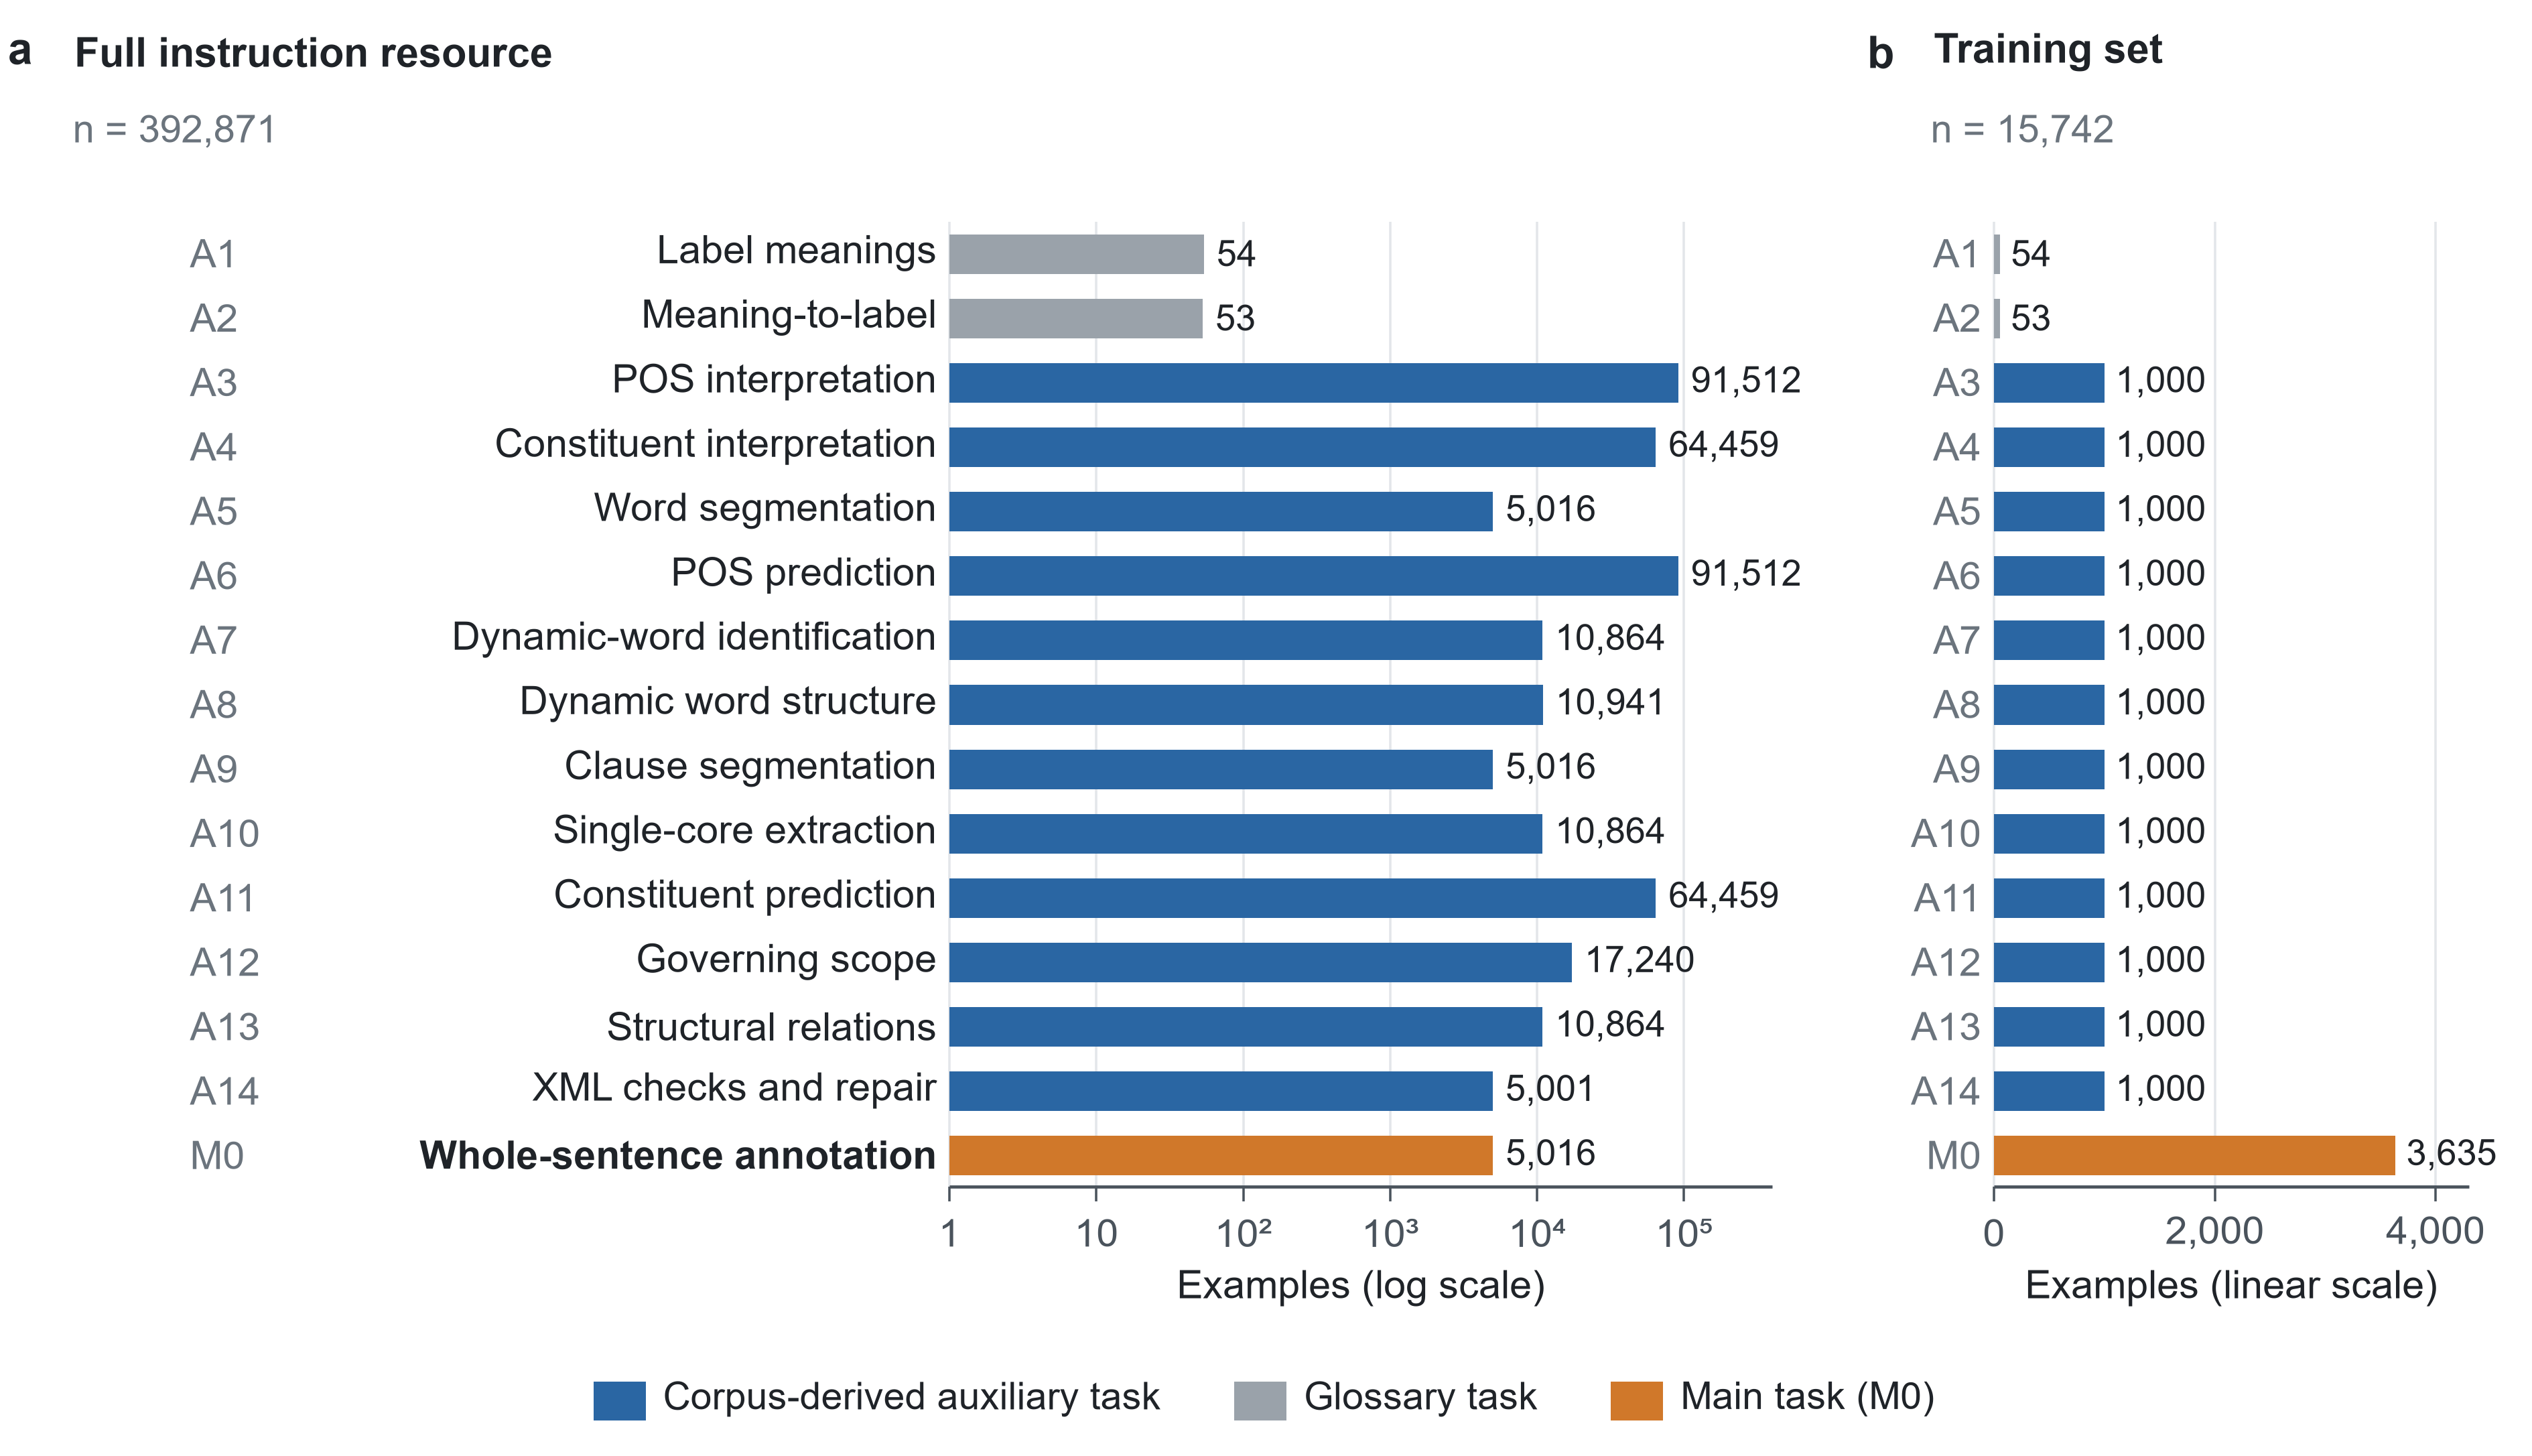 a Full instruction resource
n = 392,871
A1 Label meanings 54
A2 Meaning-to-label 53
A3 POS interpretation 91,512
A4 Constituent interpretation 64,459
A5 Word segmentation 5,016
A6 POS prediction 91,512
A7 Dynamic-word identification 10,864
A8 Dynamic word structure 10,941
A9 Clause segmentation 5,016
A10 Single-core extraction 10,864
A11 Constituent prediction 64,459
A12 Governing scope 17,240
A13 Structural relations 10,864
A14 XML checks and repair 5,001
M0 Whole-sentence annotation 5,016
1 10 10² 10³ 10⁴ 10⁵
Examples (log scale)
b Training set
n = 15,742
A1 54
A2 53
A3 1,000
A4 1,000
A5 1,000
A6 1,000
A7 1,000
A8 1,000
A9 1,000
A10 1,000
A11 1,000
A12 1,000
A13 1,000
A14 1,000
M0 3,635
0 2,000 4,000
Examples (linear scale)
Corpus-derived auxiliary task Glossary task Main task (M0)